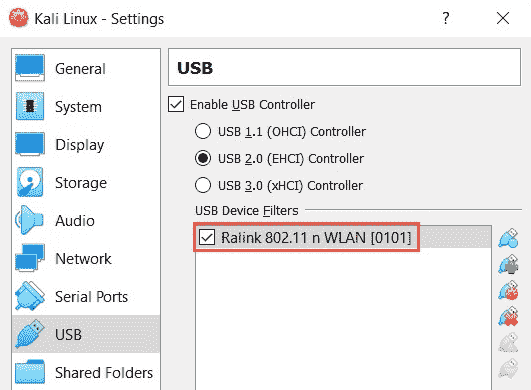 Kali Linux - Settings
?
General
System
Display
Storage
Audio
Network
Serial Ports
USB
Shared Folders
USB
Enable USB Controller
USB 1.1 (OHCI) Controller
USB 2.0 (EHCI) Controller
USB 3.0 (xHCI) Controller
USB Device Filters
Ralink 802.11 n WLAN [0101]